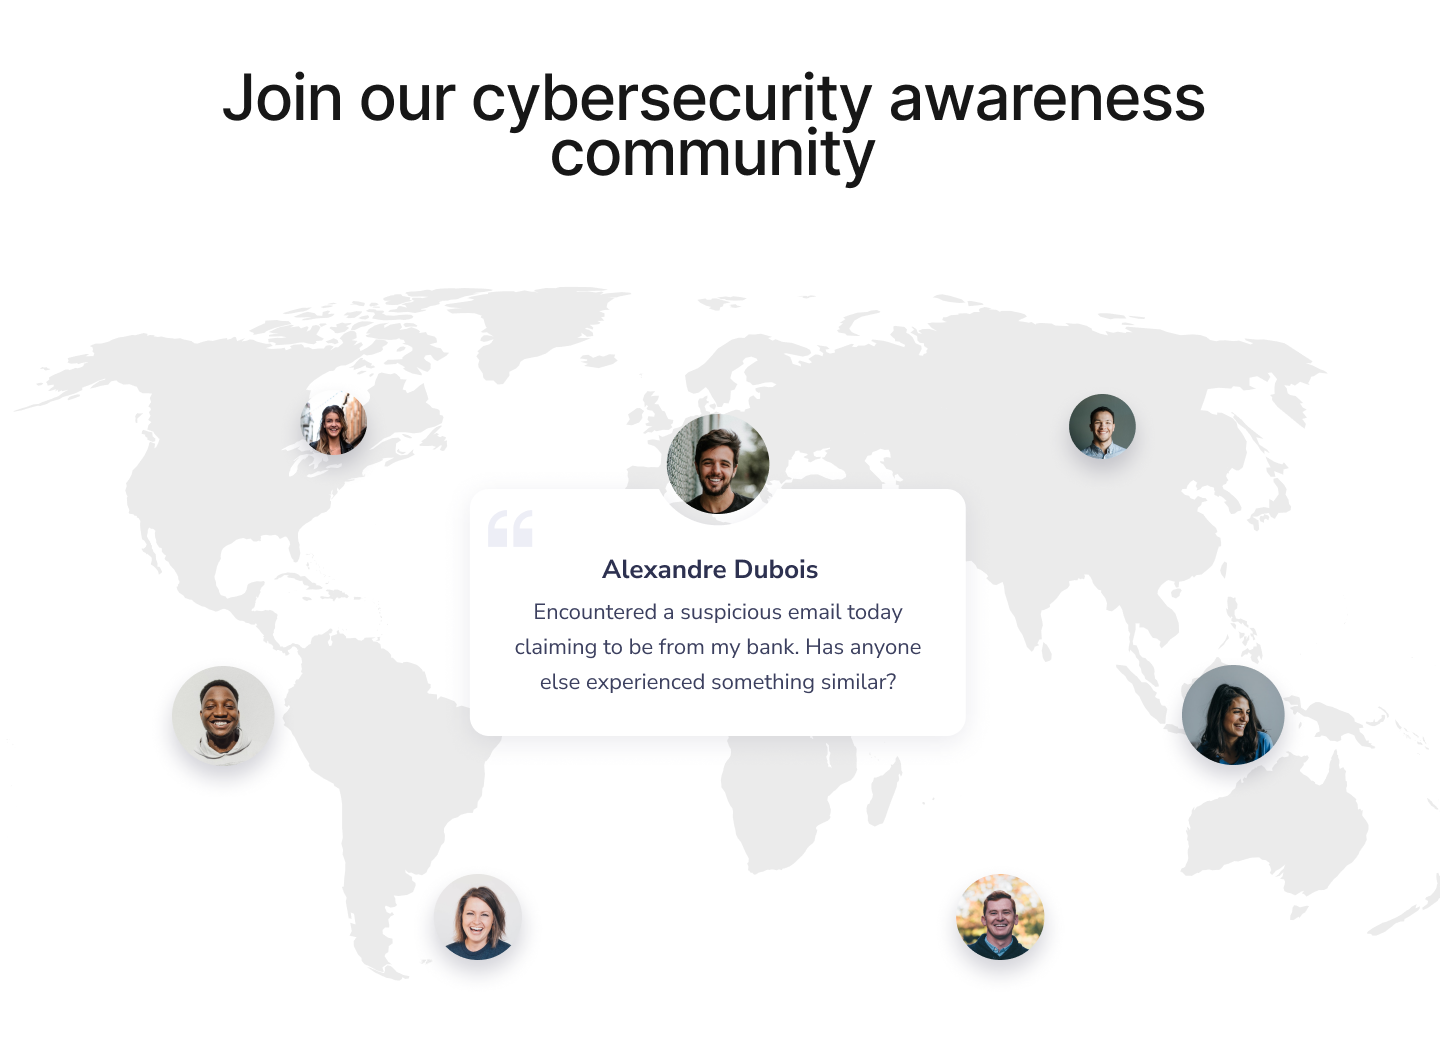 Join our cybersecurity awareness
community
“
Alexandre Dubois
Encountered a suspicious email today
claiming to be from my bank. Has anyone
else experienced something similar?